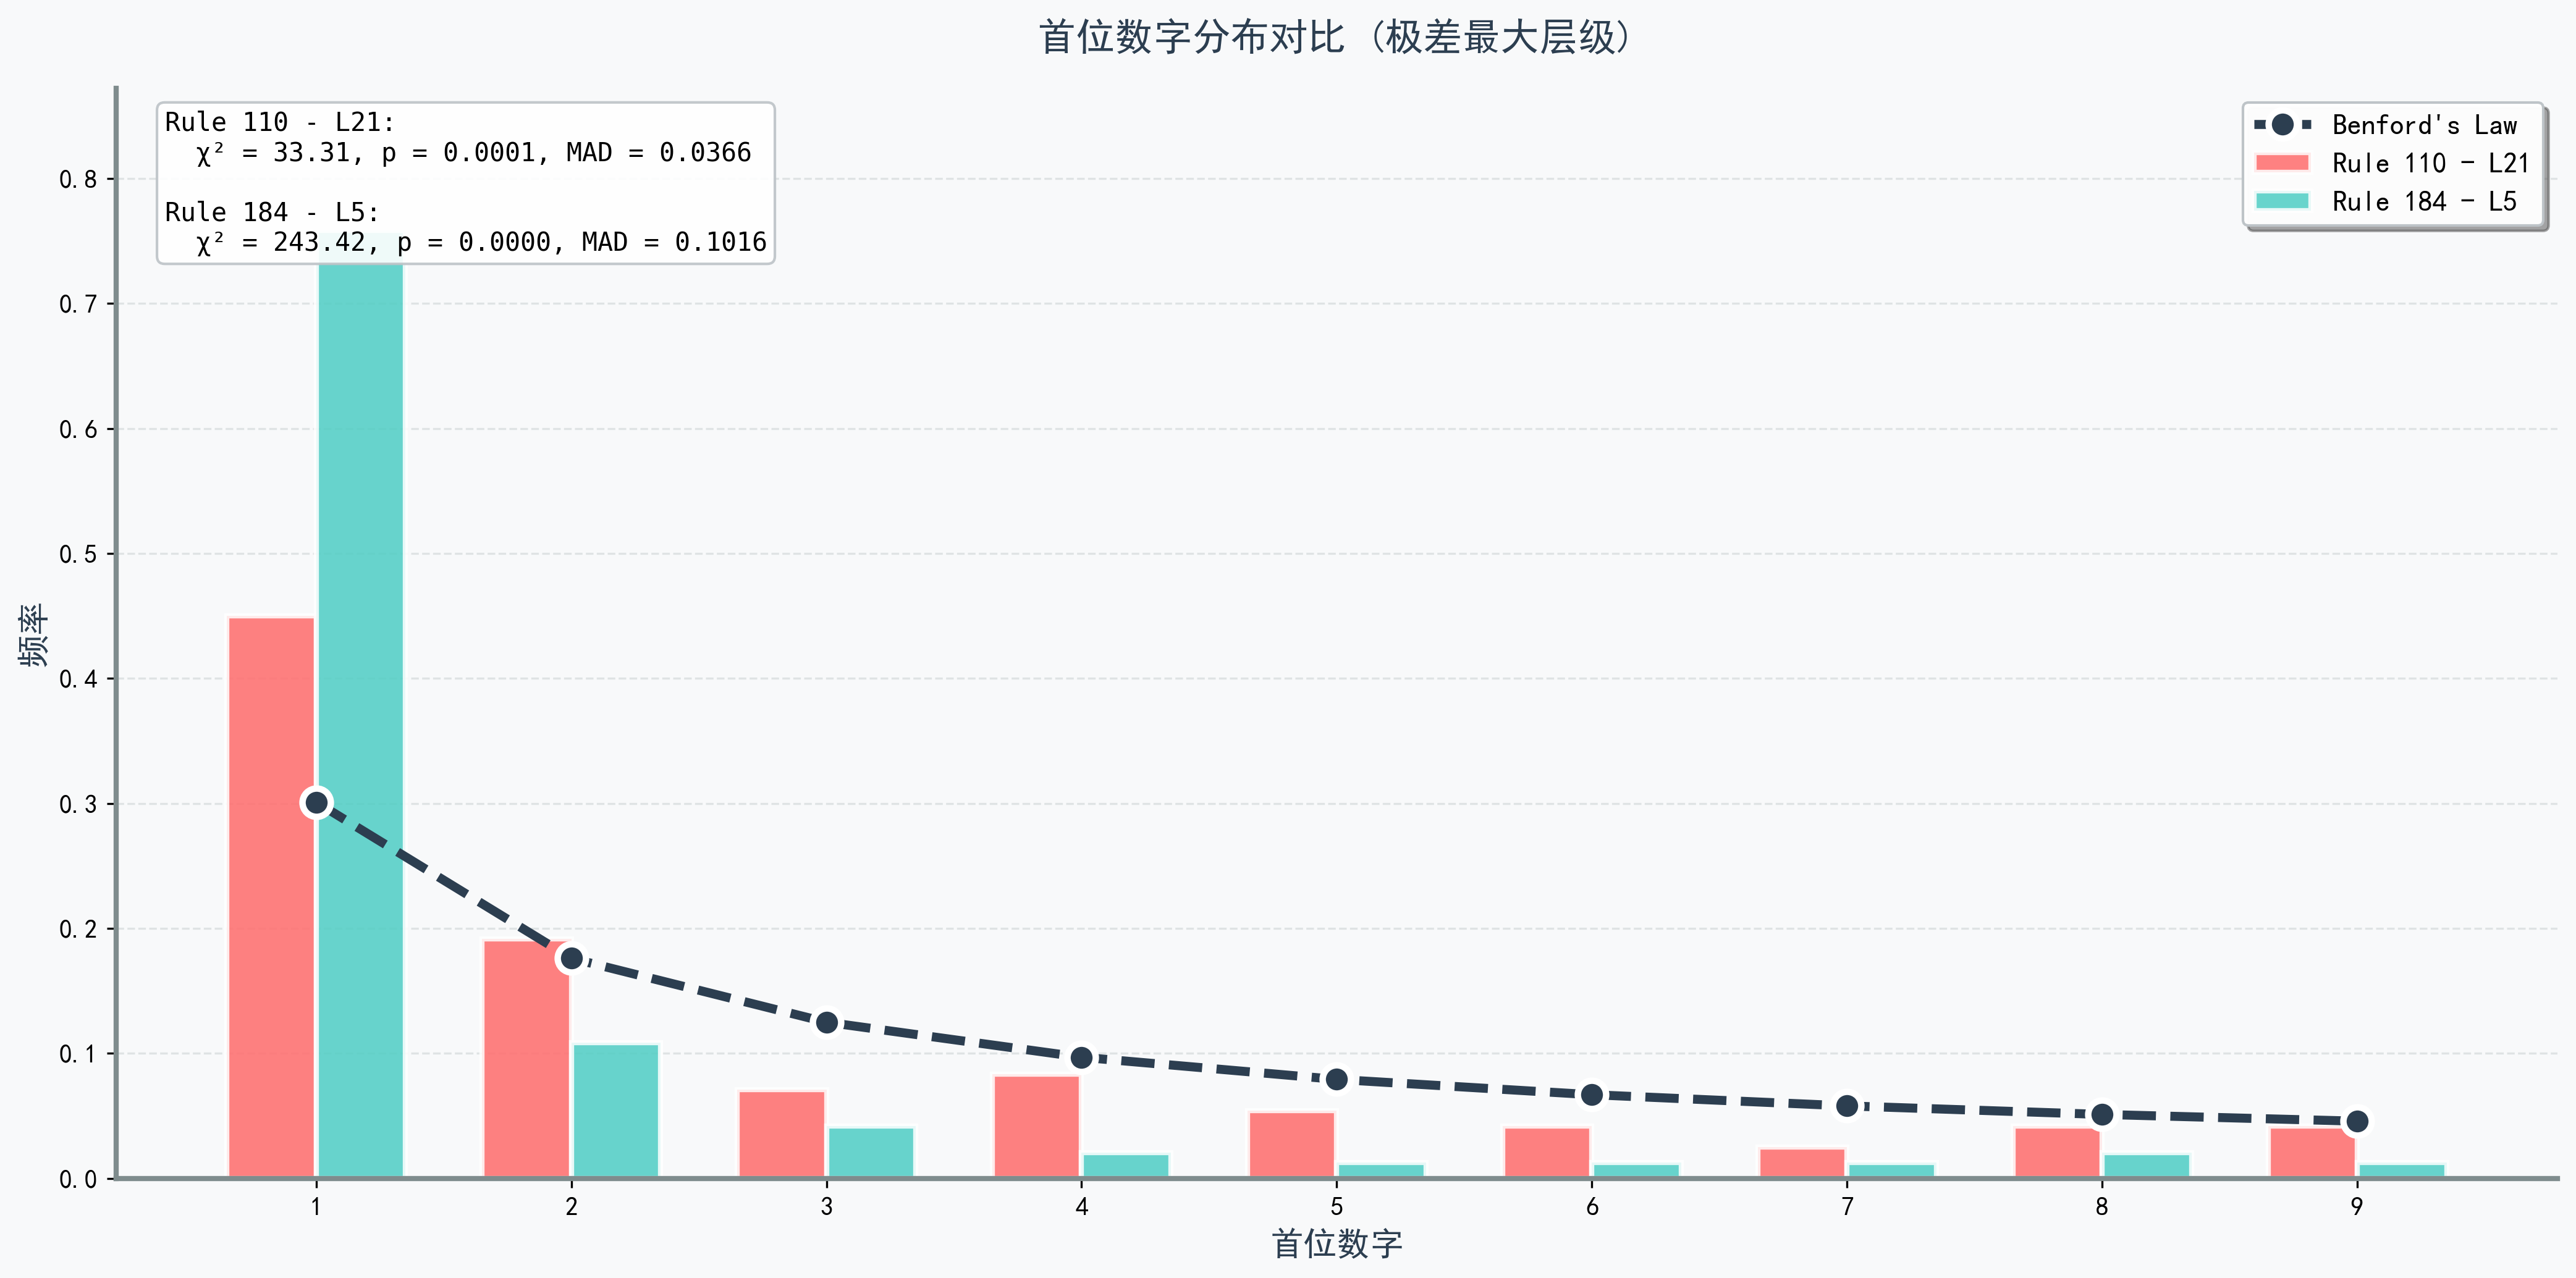 首位数字分布对比 (极差最大层级)
Rule 110 - L21:
χ² = 33.31, p = 0.0001, MAD = 0.0366
Rule 184 - L5:
χ² = 243.42, p = 0.0000, MAD = 0.1016
Benford's Law
Rule 110 - L21
Rule 184 - L5
频率
0.8
0.7
0.6
0.5
0.4
0.3
0.2
0.1
0.0
1 2 3 4 5 6 7 8 9
首位数字